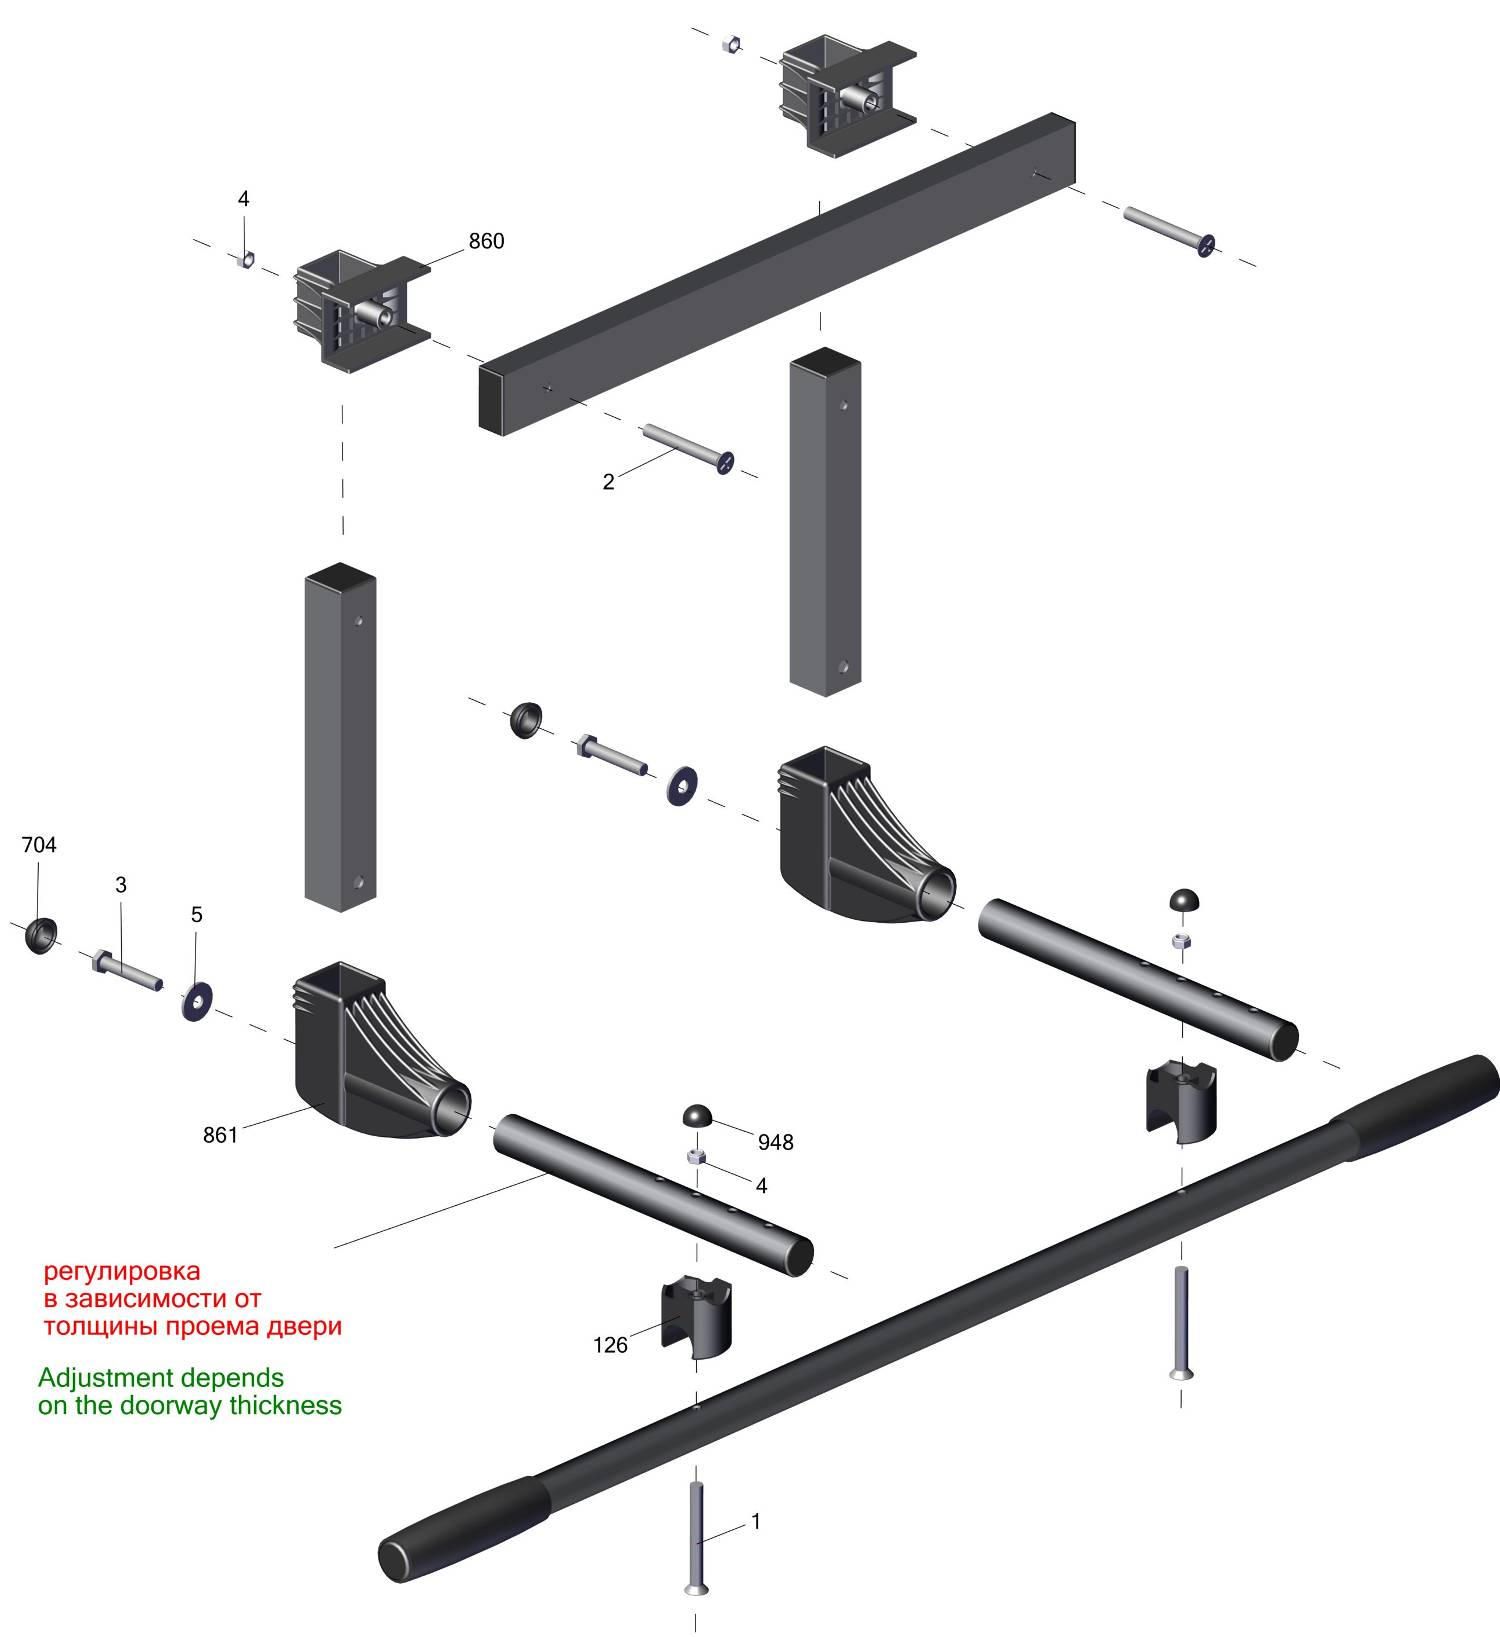 4
860
2
704
3
5
861
948
4
126
1
регулировка
в зависимости от
толщины проема двери
Adjustment depends
on the doorway thickness